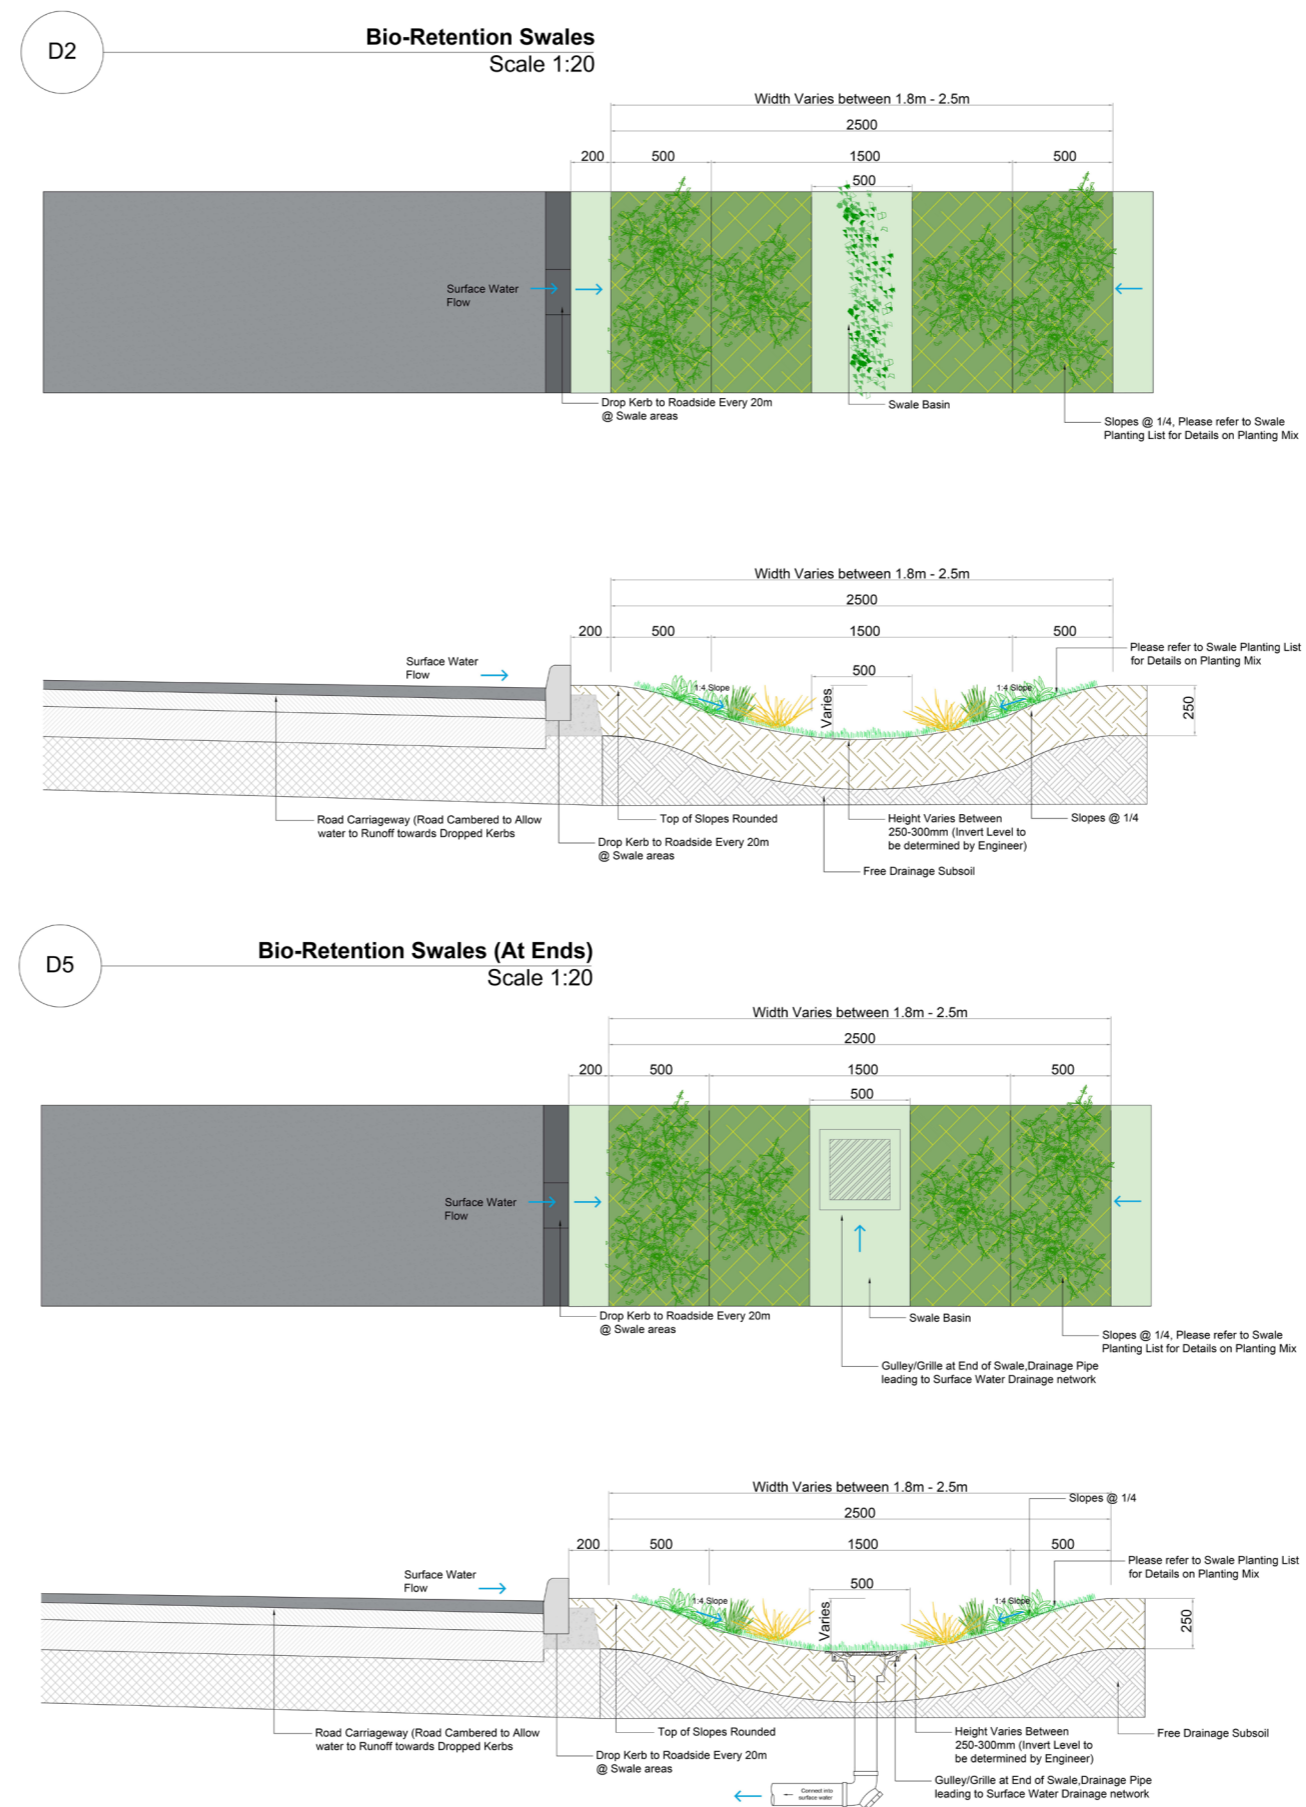 D2
Bio-Retention Swales
Scale 1:20
Width Varies between 1.8m - 2.5m
2500
200 500 1500 500
500
Surface Water
Flow
Drop Kerb to Roadside Every 20m
@ Swale areas
Swale Basin
Slopes @ 1/4, Please refer to Swale
Planting List for Details on Planting Mix
Width Varies between 1.8m - 2.5m
2500
200 500 1500 500
500
Surface Water
Flow
Please refer to Swale Planting List
for Details on Planting Mix
1:4 Slope
Varies
1:4 Slope
250
Road Carriageway (Road Cambered to Allow
water to Runoff towards Dropped Kerbs
Top of Slopes Rounded
Drop Kerb to Roadside Every 20m
@ Swale areas
Height Varies Between
250-300mm (Invert Level to
be determined by Engineer)
Slopes @ 1/4
Free Drainage Subsoil
D5
Bio-Retention Swales (At Ends)
Scale 1:20
Width Varies between 1.8m - 2.5m
2500
200 500 1500 500
500
Surface Water
Flow
Drop Kerb to Roadside Every 20m
@ Swale areas
Swale Basin
Slopes @ 1/4, Please refer to Swale
Planting List for Details on Planting Mix
Gulley/Grille at End of Swale,Drainage Pipe
leading to Surface Water Drainage network
Width Varies between 1.8m - 2.5m
Slopes @ 1/4
2500
200 500 1500 500
500
Surface Water
Flow
Please refer to Swale Planting List
for Details on Planting Mix
1:4 Slope
Varies
1:4 Slope
250
Road Carriageway (Road Cambered to Allow
water to Runoff towards Dropped Kerbs
Top of Slopes Rounded
Drop Kerb to Roadside Every 20m
@ Swale areas
Height Varies Between
250-300mm (Invert Level to
be determined by Engineer)
Free Drainage Subsoil
Gulley/Grille at End of Swale,Drainage Pipe
leading to Surface Water Drainage network
Connect into
surface water